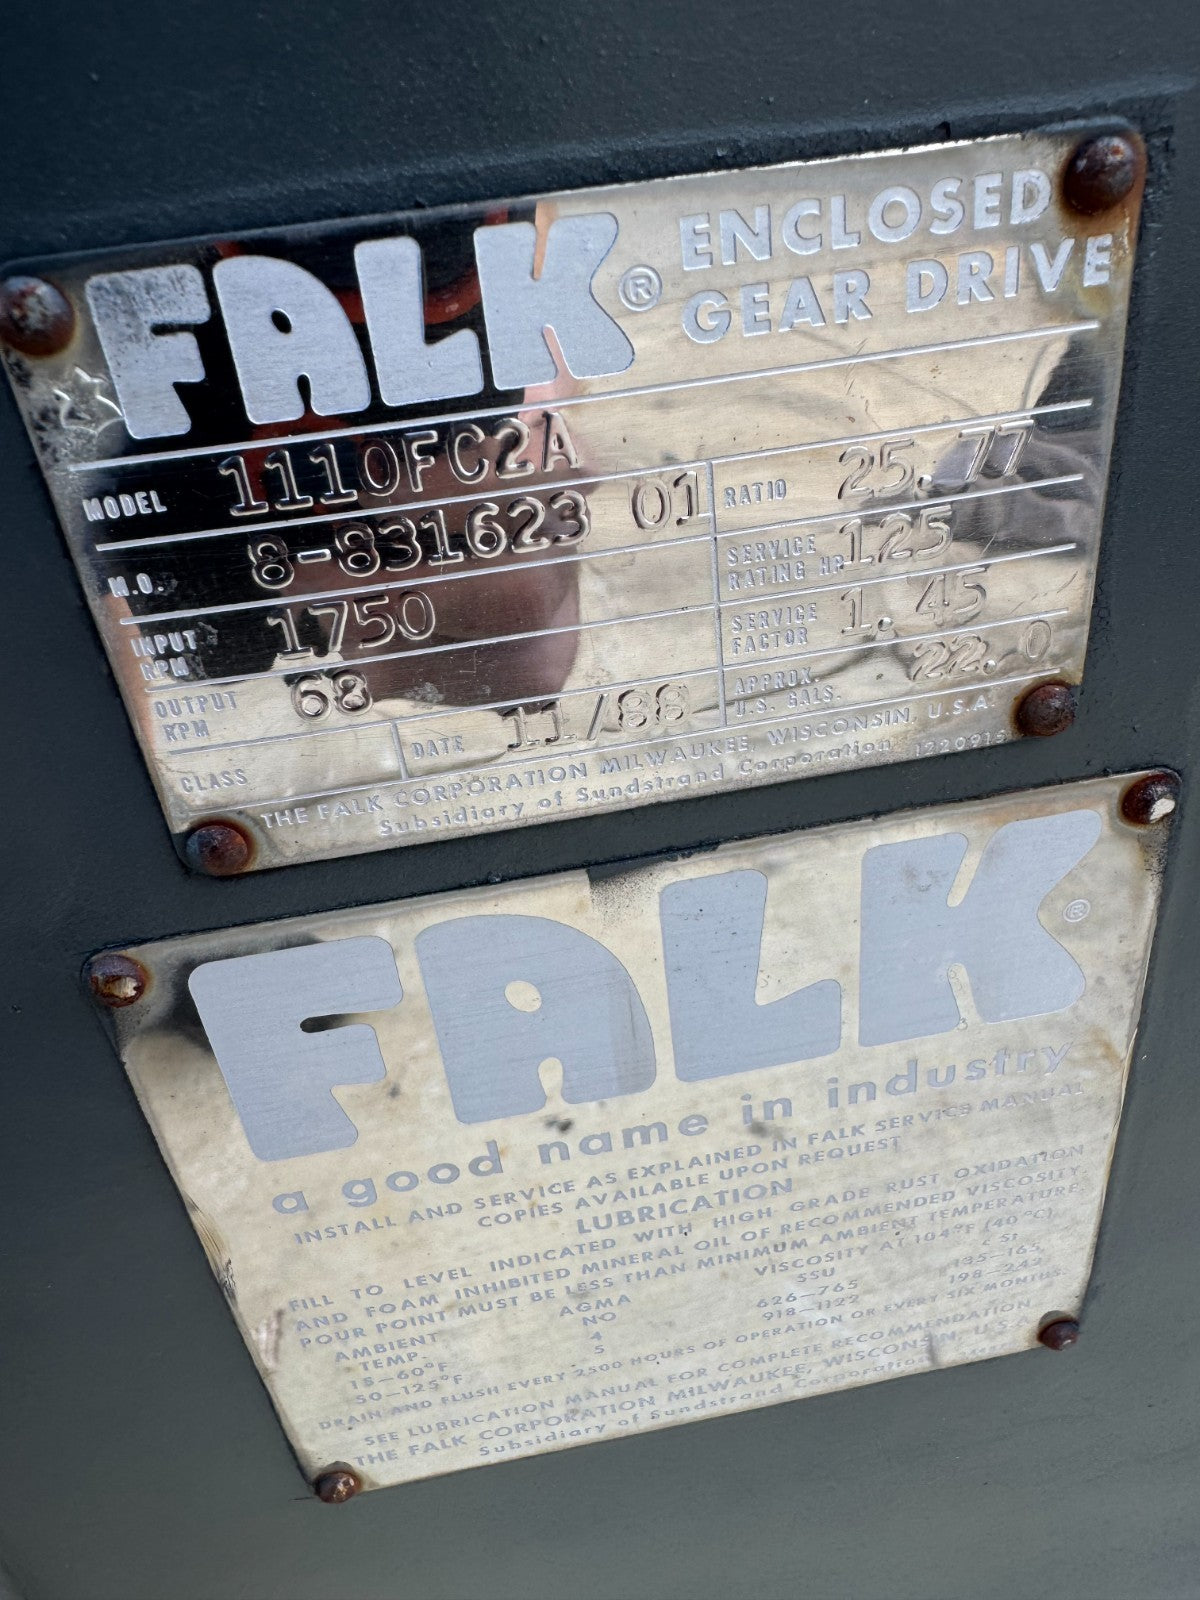 FALK® ENCLOSED
GEAR DRIVE
MODEL 1110FC2A
M.O. 8-831623 01
RATIO 25.77
INPUT RPM 1750
SERVICE RATING HP 125
OUTPUT RPM 68
SERVICE FACTOR 1.45
CLASS
DATE 11/88
APPROX. U.S. GALS. 22.0
THE FALK CORPORATION MILWAUKEE, WISCONSIN, U.S.A.
Subsidiary of Sundstrand Corporation 1220915
FALK®
a good name in industry
INSTALL AND SERVICE AS EXPLAINED IN FALK SERVICE MANUAL
COPIES AVAILABLE UPON REQUEST
LUBRICATION
FILL TO LEVEL INDICATED WITH HIGH GRADE RUST OXIDATION
AND FOAM INHIBITED MINERAL OIL OF RECOMMENDED VISCOSITY
POUR POINT MUST BE LESS THAN MINIMUM AMBIENT TEMPERATURE.
AMBIENT TEMP. AGMA NO VISCOSITY AT 104°F (40°C)
SSU cSt
15–60°F 4 626–765 135–165
50–125°F 5 918–1122 198–242
DRAIN AND FLUSH EVERY 2500 HOURS OF OPERATION OR EVERY SIX MONTHS.
SEE LUBRICATION MANUAL FOR COMPLETE RECOMMENDATION
THE FALK CORPORATION MILWAUKEE, WISCONSIN, U.S.A.
Subsidiary of Sundstrand Corporation